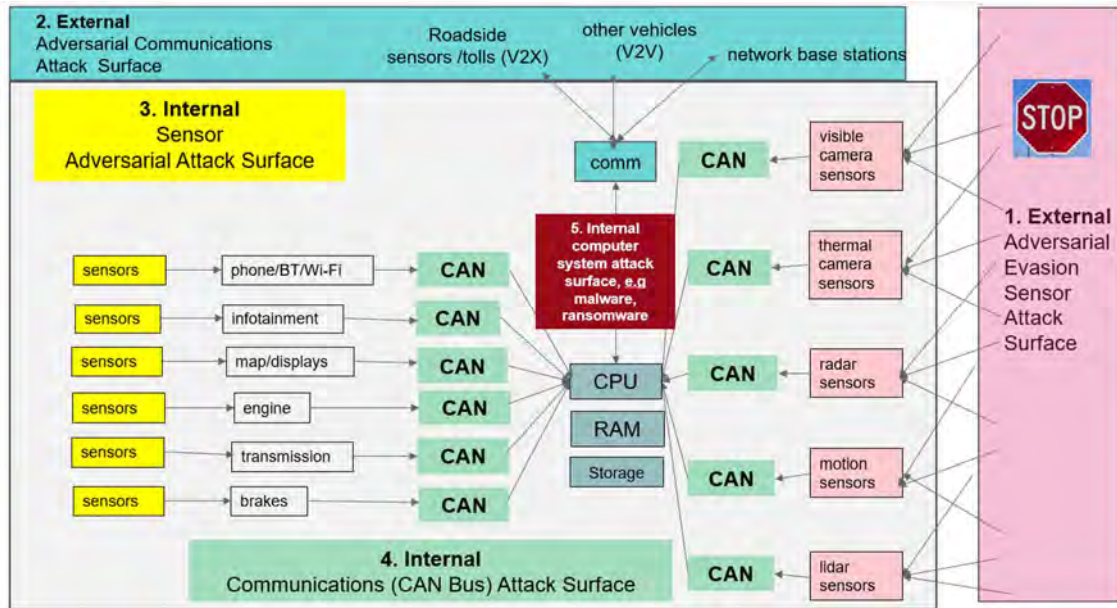 2. External
Adversarial Communications
Attack Surface
Roadside
sensors /tolls (V2X)
other vehicles
(V2V)
network base stations
3. Internal
Sensor
Adversarial Attack Surface
comm
CAN
visible
camera
sensors
STOP
1. External
Adversarial
Evasion
Sensor
Attack
Surface
5. Internal
computer
system attack
surface, e.g
malware,
ransomware
CAN
thermal
camera
sensors
sensors
phone/BT/Wi-Fi
CAN
sensors
infotainment
CAN
sensors
map/displays
CAN
sensors
engine
CAN
sensors
transmission
CAN
sensors
brakes
CAN
CPU
RAM
Storage
CAN
radar
sensors
CAN
motion
sensors
CAN
lidar
sensors
4. Internal
Communications (CAN Bus) Attack Surface